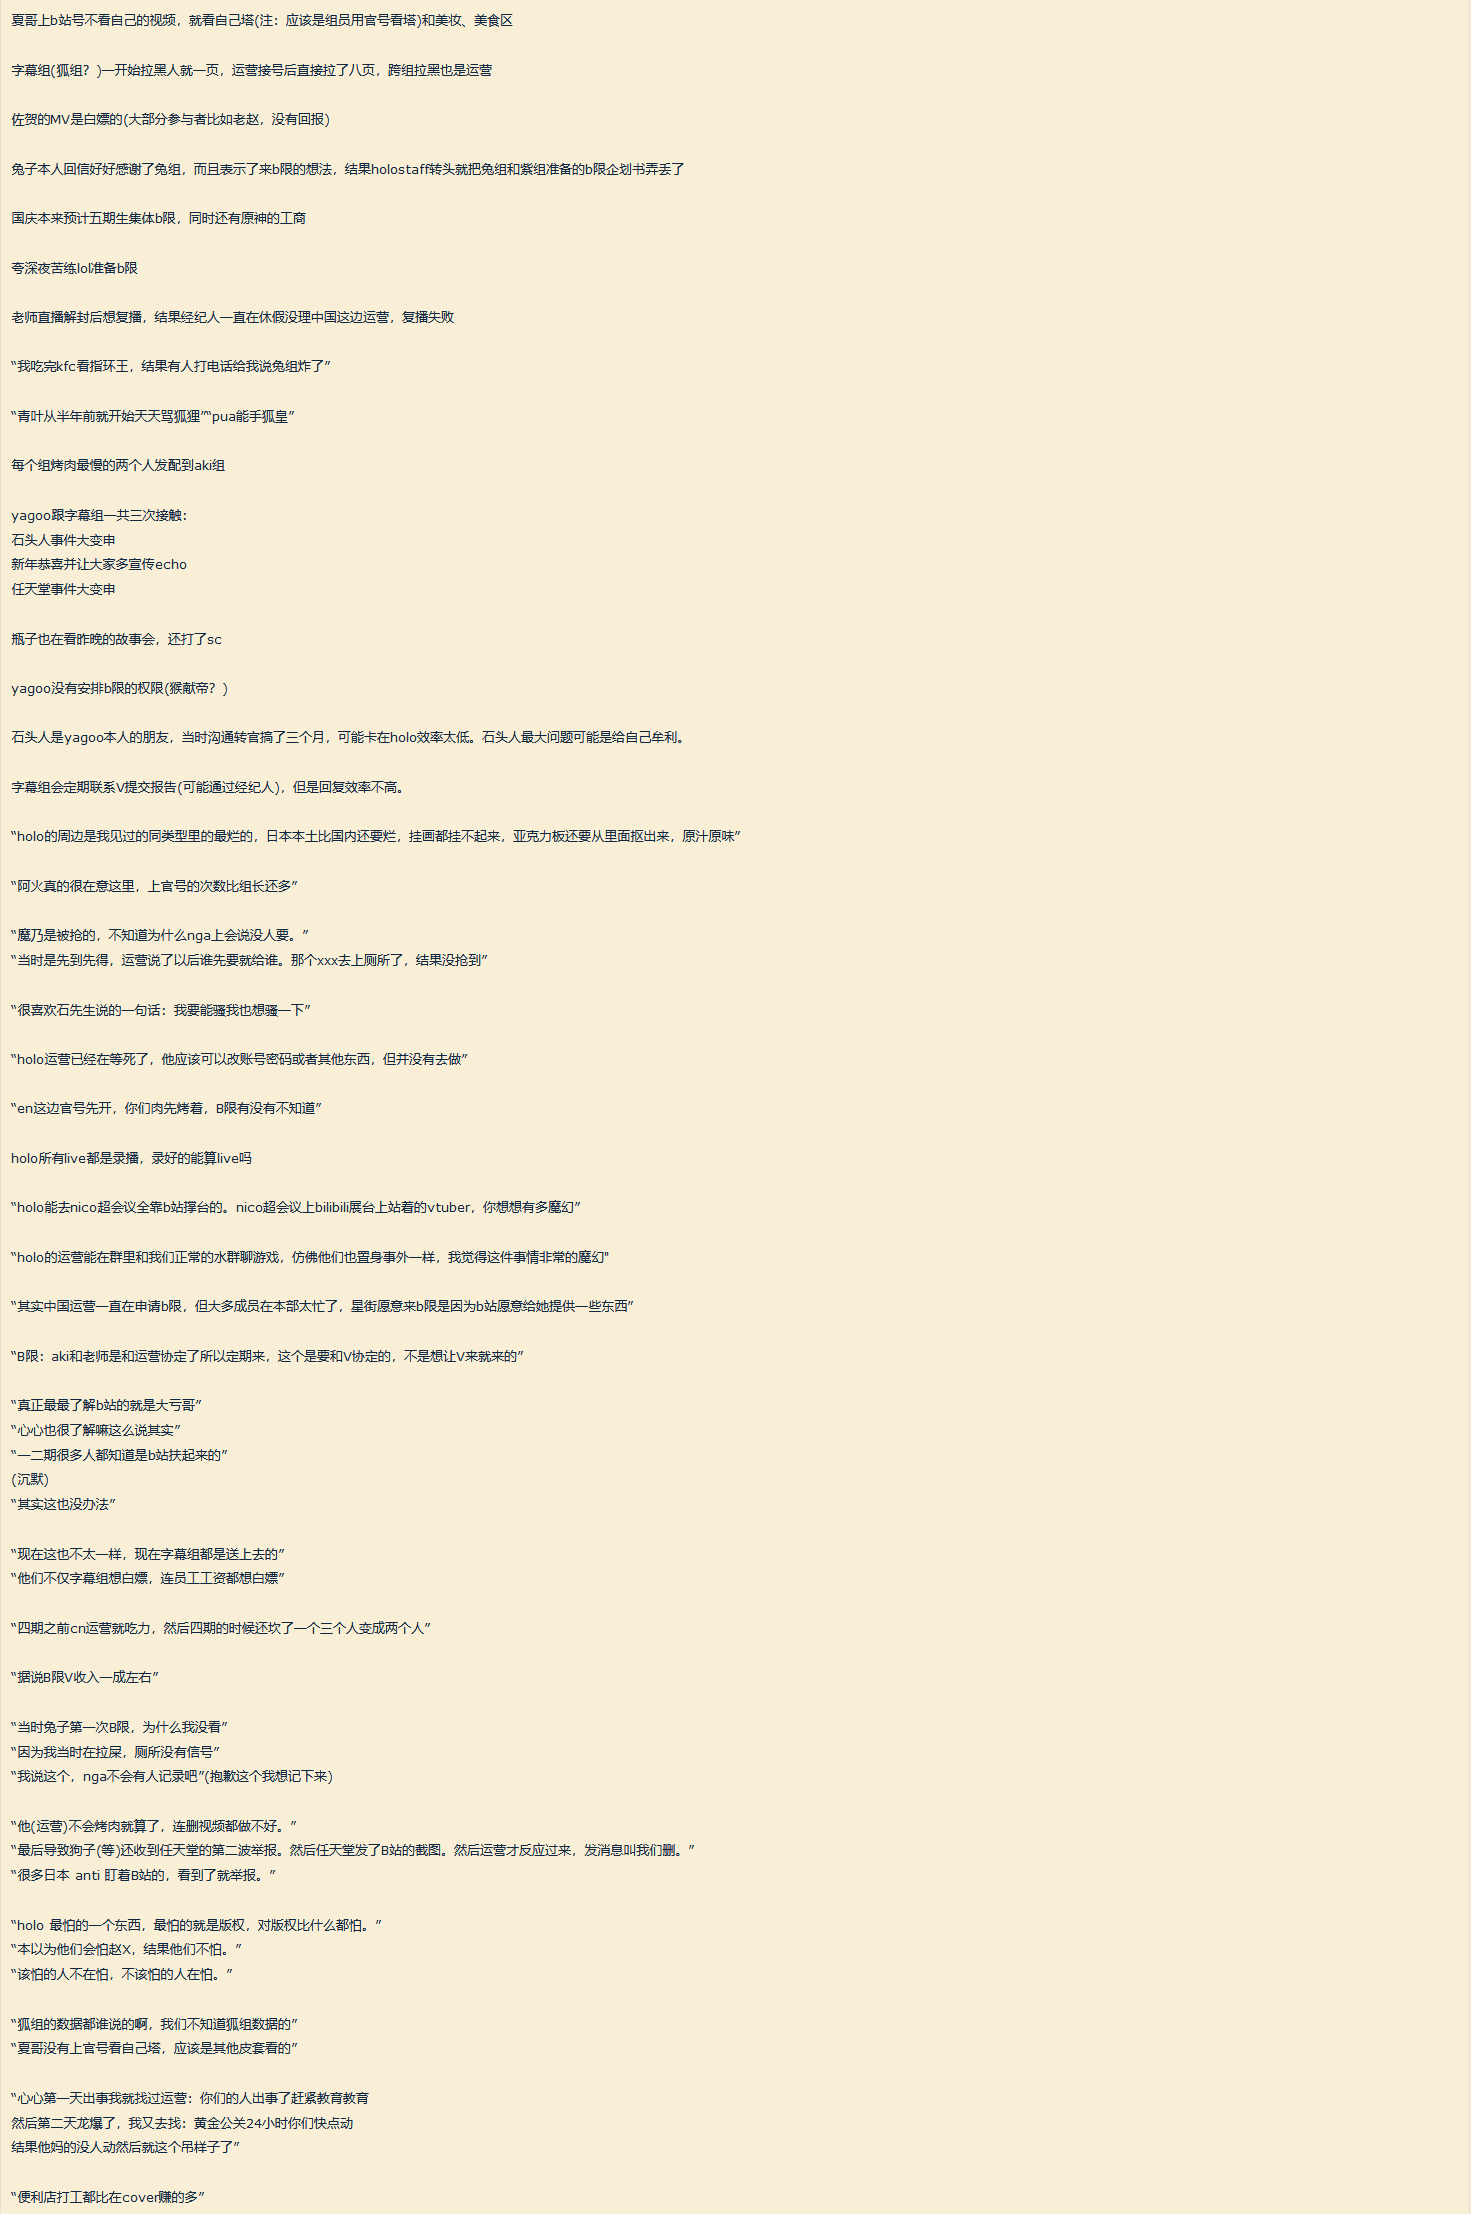 夏哥上b站号不看自己的视频，就看自己塔(注：应该是组员用官号看塔)和美妆、美食区
字幕组(狐组？)一开始拉黑人就一页，运营接号后直接拉了八页，跨组拉黑也是运营
佐贺的MV是白嫖的(大部分参与者比如老赵，没有回报)
兔子本人回信好好感谢了兔组，而且表示了来b限的想法，结果holostaff转头就把兔组和紫组准备的b限企划书弄丢了
国庆本来预计五期生集体b限，同时还有原神的工商
夸深夜苦练lol准备b限
老师直播解封后想复播，结果经纪人一直在休假没理中国这边运营，复播失败
“我吃完kfc看指环王，结果有人打电话给我说兔组炸了”
“青叶从半年前就开始天天骂狐狸”“pua能手狐皇”
每个组烤肉最慢的两个人发配到aki组
yagoo跟字幕组一共三次接触：
石头人事件大变申
新年恭喜并让大家多宣传echo
任天堂事件大变申
瓶子也在看昨晚的故事会，还打了sc
yagoo没有安排b限的权限(猴献帝？)
石头人是yagoo本人的朋友，当时沟通转官搞了三个月，可能卡在holo效率太低。石头人最大问题可能是给自己牟利。
字幕组会定期联系V提交报告(可能通过经纪人)，但是回复效率不高。
“holo的周边是我见过的同类型里的最烂的，日本本土比国内还要烂，挂画都挂不起来，亚克力板还要从里面抠出来，原汁原味”
“阿火真的很在意这里，上官号的次数比组长还多”
“魔乃是被抢的，不知道为什么nga上会说没人要。”
“当时是先到先得，运营说了以后谁先要就给谁。那个xxx去上厕所了，结果没抢到”
“很喜欢石先生说的一句话：我要能骚我也想骚一下”
“holo运营已经在等死了，他应该可以改账号密码或者其他东西，但并没有去做”
“en这边官号先开，你们肉先烤着，B限有没有不知道”
holo所有live都是录播，录好的能算live吗
“holo能去nico超会议全靠b站撑台的。nico超会议上bilibili展台上站着的vtuber，你想想有多魔幻”
“holo的运营能在群里和我们正常的水群聊游戏，仿佛他们也置身事外一样，我觉得这件事情非常的魔幻"
“其实中国运营一直在申请b限，但大多成员在本部太忙了，星街愿意来b限是因为b站愿意给她提供一些东西”
“B限：aki和老师是和运营协定了所以定期来，这个是要和V协定的，不是想让V来就来的”
“真正最最了解b站的就是大亏哥”
“心心也很了解嘛这么说其实”
“一二期很多人都知道是b站扶起来的”
(沉默)
“其实这也没办法”
“现在这也不太一样，现在字幕组都是送上去的”
“他们不仅字幕组想白嫖，连员工工资都想白嫖”
“四期之前cn运营就吃力，然后四期的时候还坎了一个三个人变成两个人”
“据说B限V收入一成左右”
“当时兔子第一次B限，为什么我没看”
“因为我当时在拉屎，厕所没有信号”
“我说这个，nga不会有人记录吧”(抱歉这个我想记下来)
“他(运营)不会烤肉就算了，连删视频都做不好。”
“最后导致狗子(等)还收到任天堂的第二波举报。然后任天堂发了B站的截图。然后运营才反应过来，发消息叫我们删。”
“很多日本 anti 盯着B站的，看到了就举报。”
“holo 最怕的一个东西，最怕的就是版权，对版权比什么都怕。”
“本以为他们会怕赵X，结果他们不怕。”
“该怕的人不在怕，不该怕的人在怕。”
“狐组的数据都谁说的啊，我们不知道狐组数据的”
“夏哥没有上官号看自己塔，应该是其他皮套看的”
“心心第一天出事我就找过运营：你们的人出事了赶紧教育教育
然后第二天龙爆了，我又去找：黄金公关24小时你们快点动
结果他妈的没人动然后就这个吊样子了”
“便利店打工都比在cover赚的多”